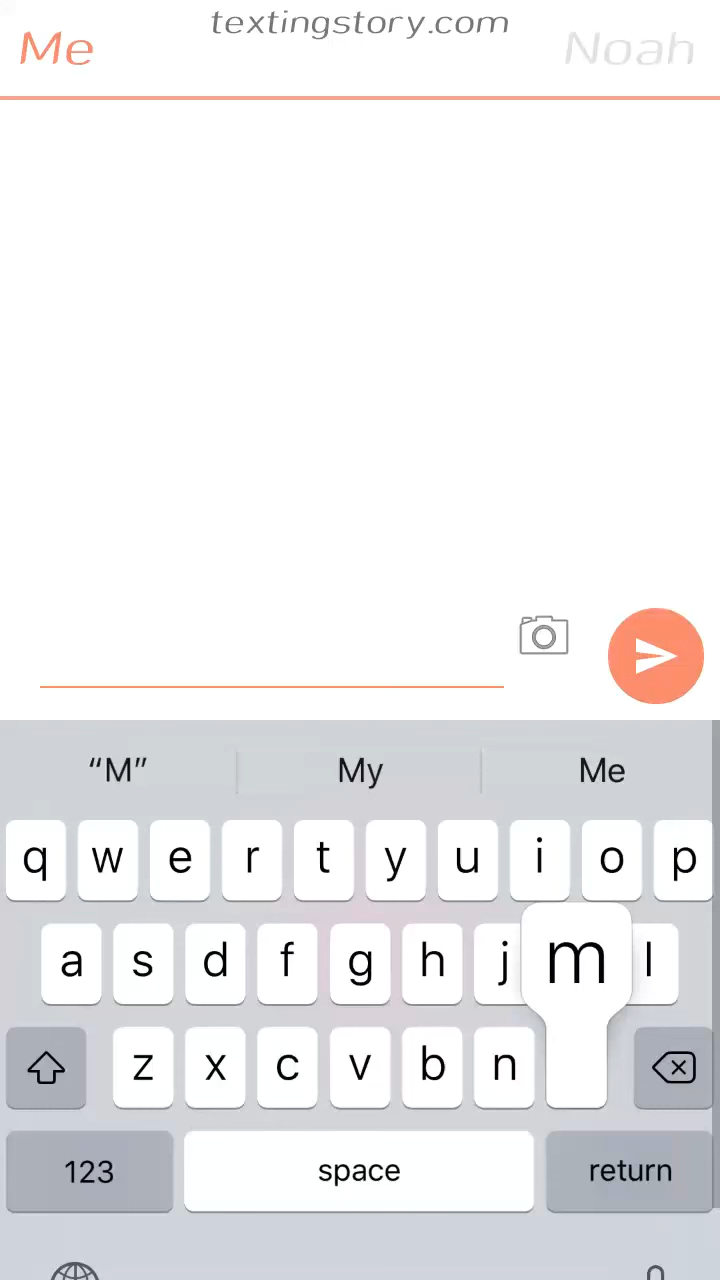 textingstory.com
Me Noah
“M” My Me
q w e r t y u i o p
a s d f g h j m l
z x c v b n
123 space return